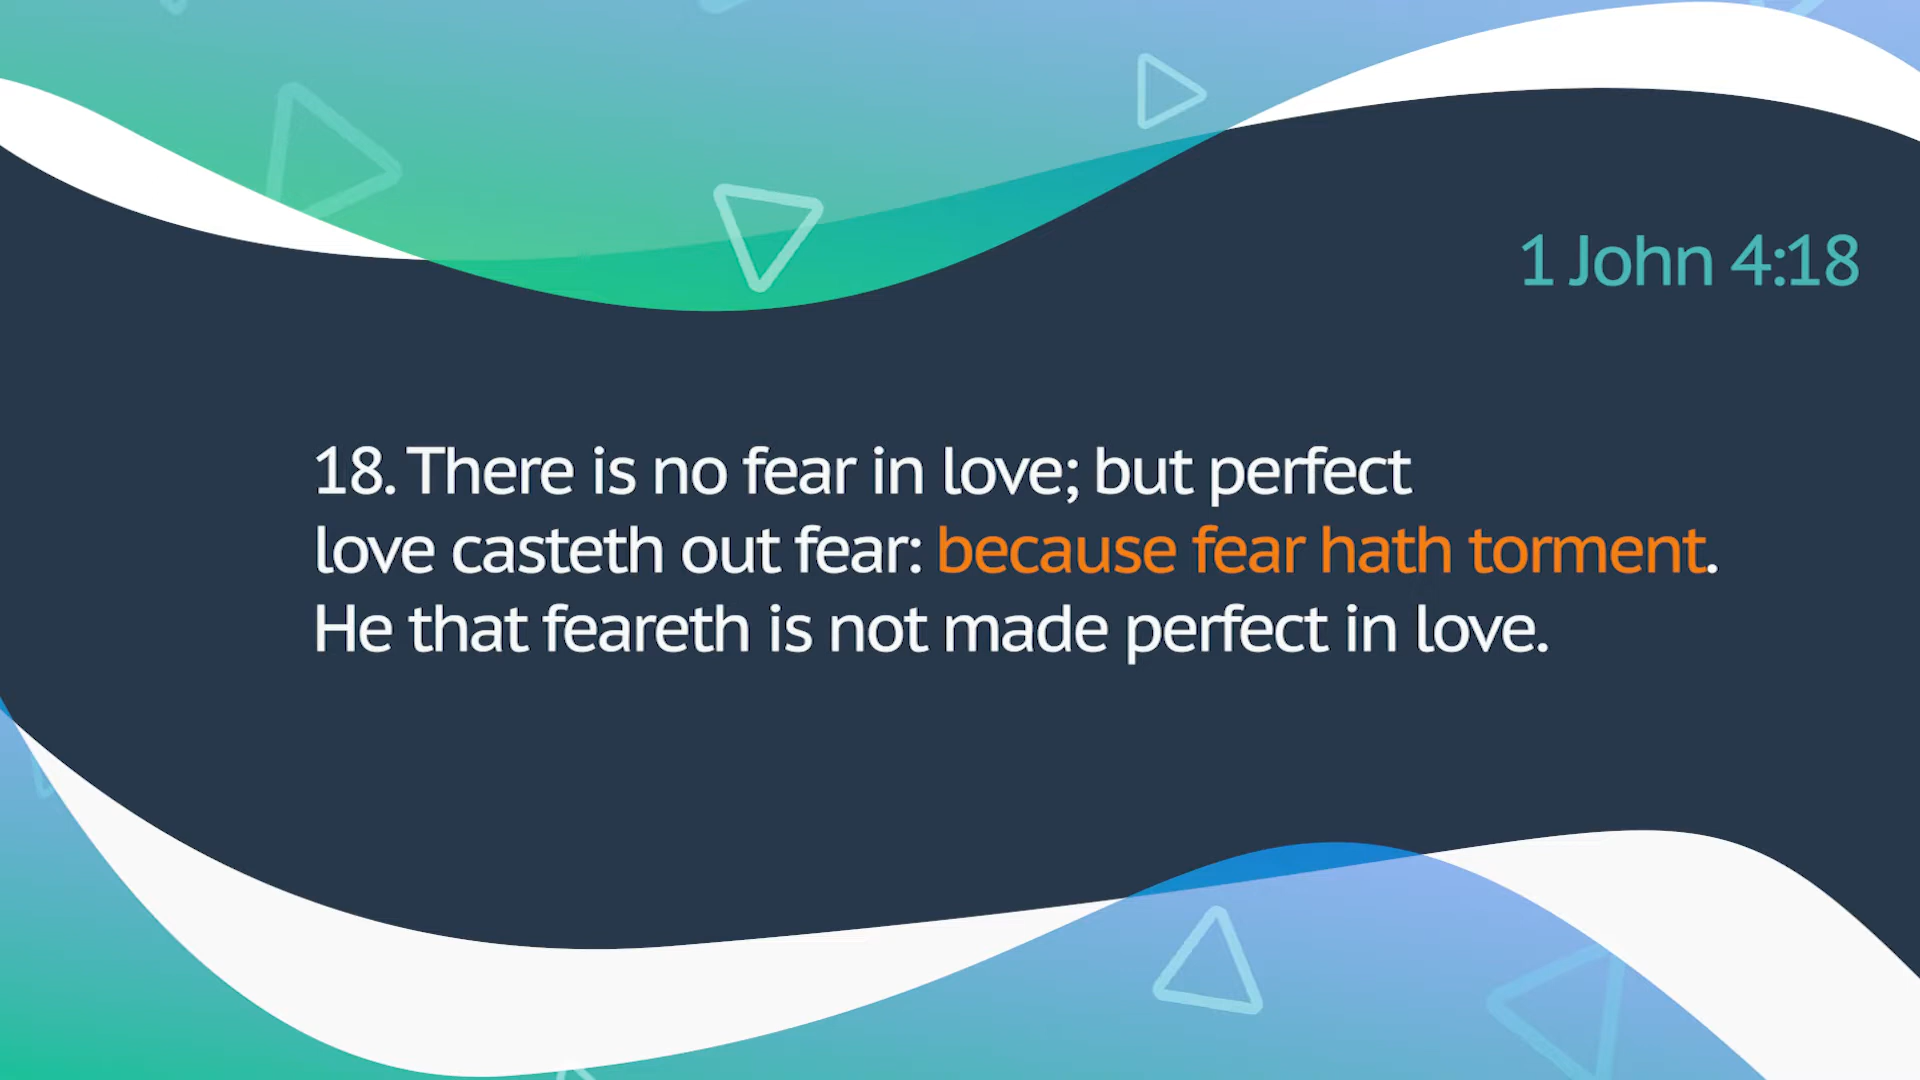 1 John 4:18
18. There is no fear in love; but perfect
love casteth out fear: because fear hath torment.
He that feareth is not made perfect in love.